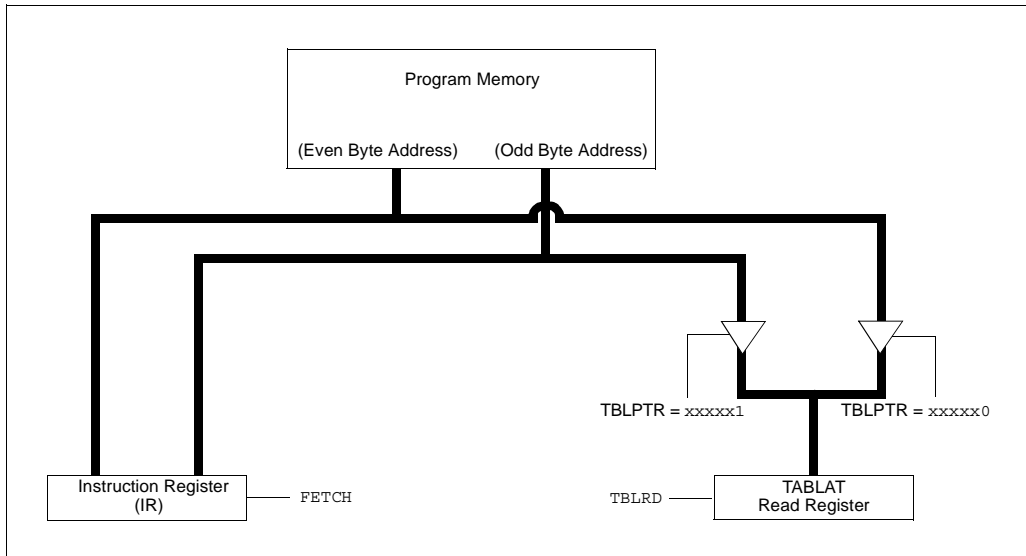 Program Memory
(Even Byte Address) (Odd Byte Address)
TBLPTR = xxxxx1 TBLPTR = xxxxx0
Instruction Register
(IR)
FETCH
TBLRD
TABLAT
Read Register